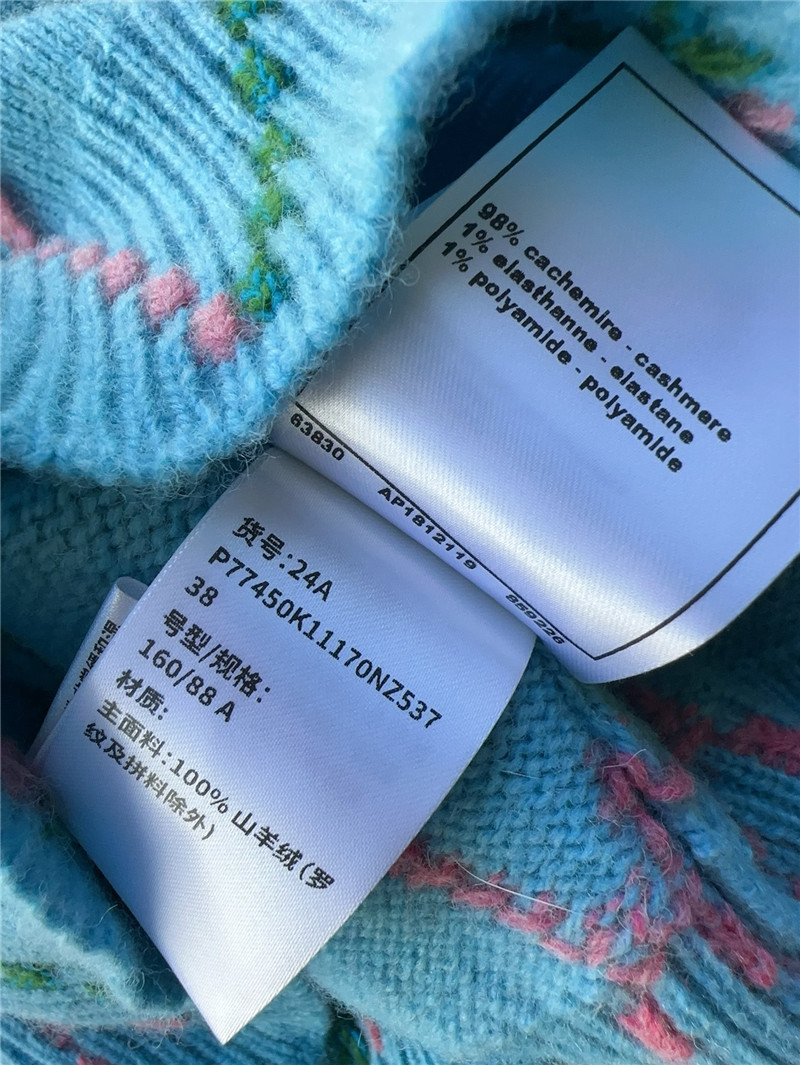 98% cachemire - cashmere
1% elasthanne - elastane
1% polyamide - polyamide
63830
AP1812119
859226
货号:24A
P77450K11170NZ537
38
号型/规格:
160/88 A
材质:
主面料:100% 山羊绒(罗
纹及拼料除外)